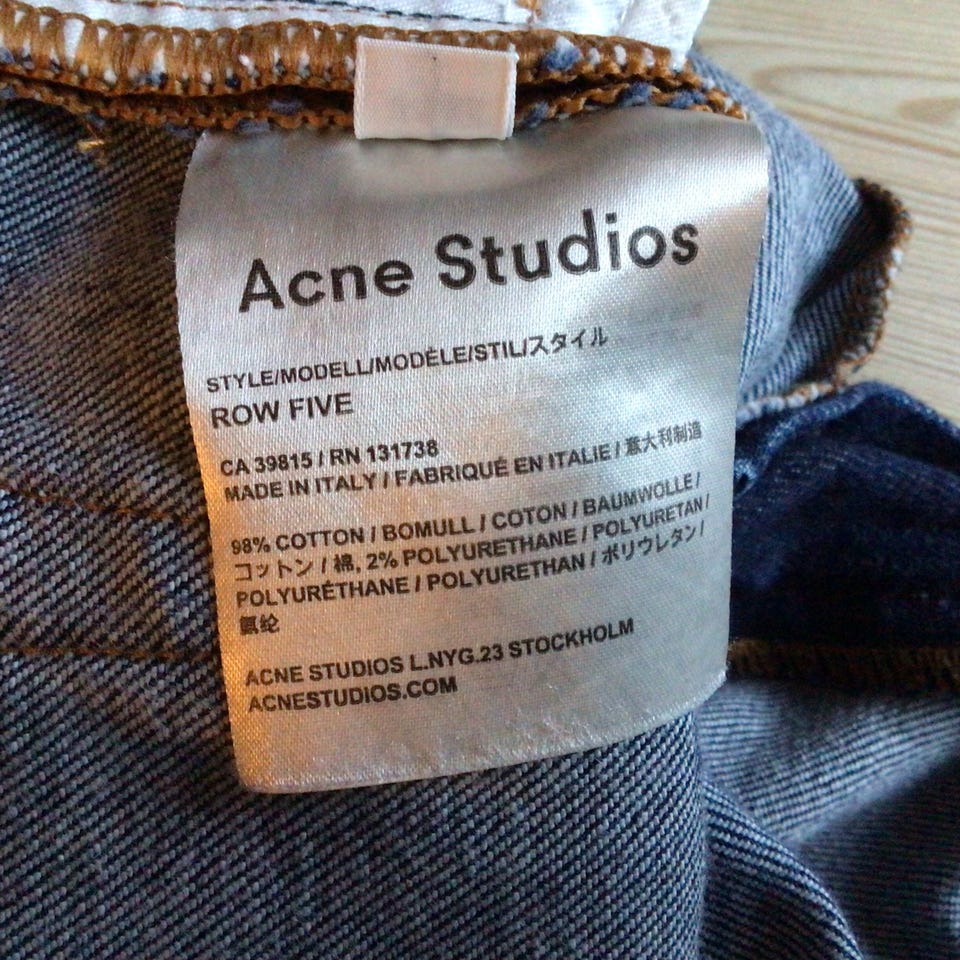 Acne Studios
STYLE/MODELL/MODÈLE/STIL/スタイル
ROW FIVE
CA 39815 / RN 131738
MADE IN ITALY / FABRIQUÉ EN ITALIE / 意大利制造
98% COTTON / BOMULL / COTON / BAUMWOLLE /
コットン / 棉, 2% POLYURETHANE / POLYURETAN /
POLYURÉTHANE / POLYURETHAN / ポリウレタン /
氨纶
ACNE STUDIOS L.NYG.23 STOCKHOLM
ACNESTUDIOS.COM